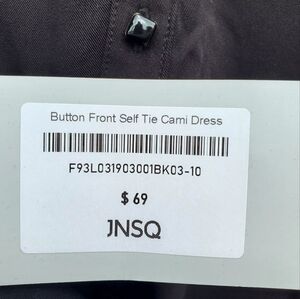 Button Front Self Tie Cami Dress
F93L031903001BK03-10
$ 69
JNSQ